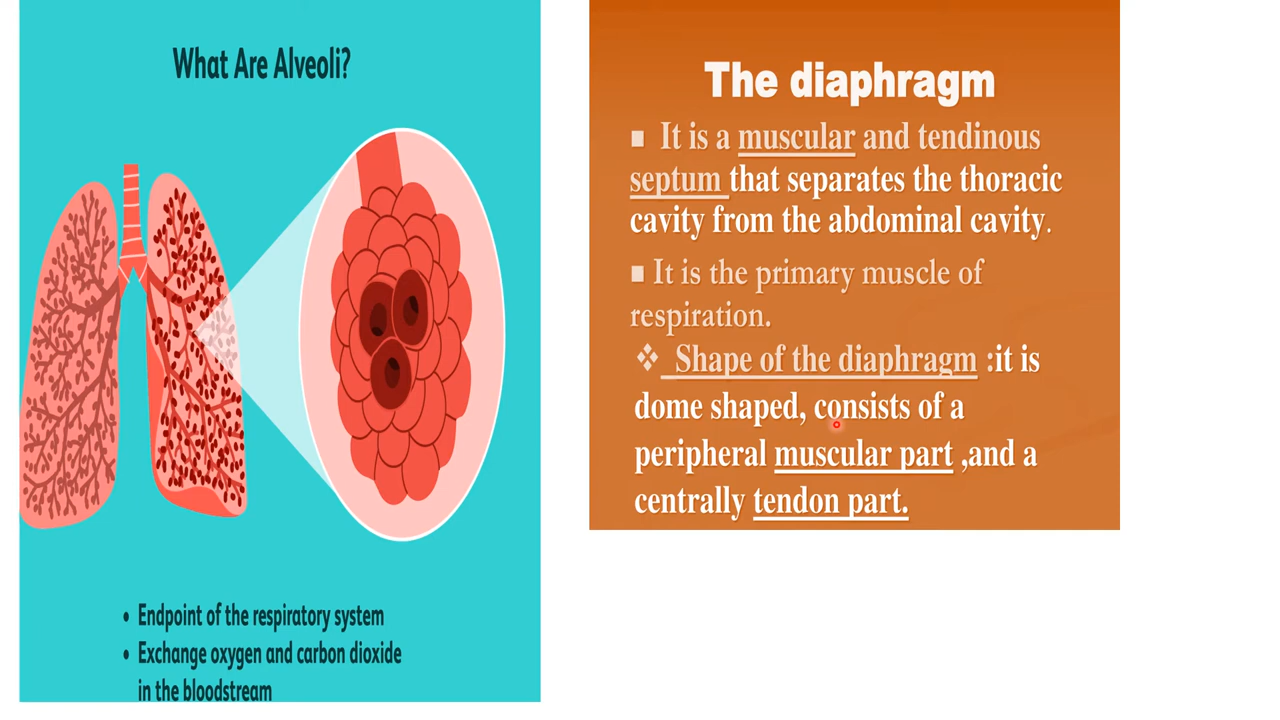 What Are Alveoli?
• Endpoint of the respiratory system
• Exchange oxygen and carbon dioxide
in the bloodstream
The diaphragm
■ It is a muscular and tendinous
septum that separates the thoracic
cavity from the abdominal cavity.
■ It is the primary muscle of
respiration.
❖ Shape of the diaphragm :it is
dome shaped, consists of a
peripheral muscular part ,and a
centrally tendon part.